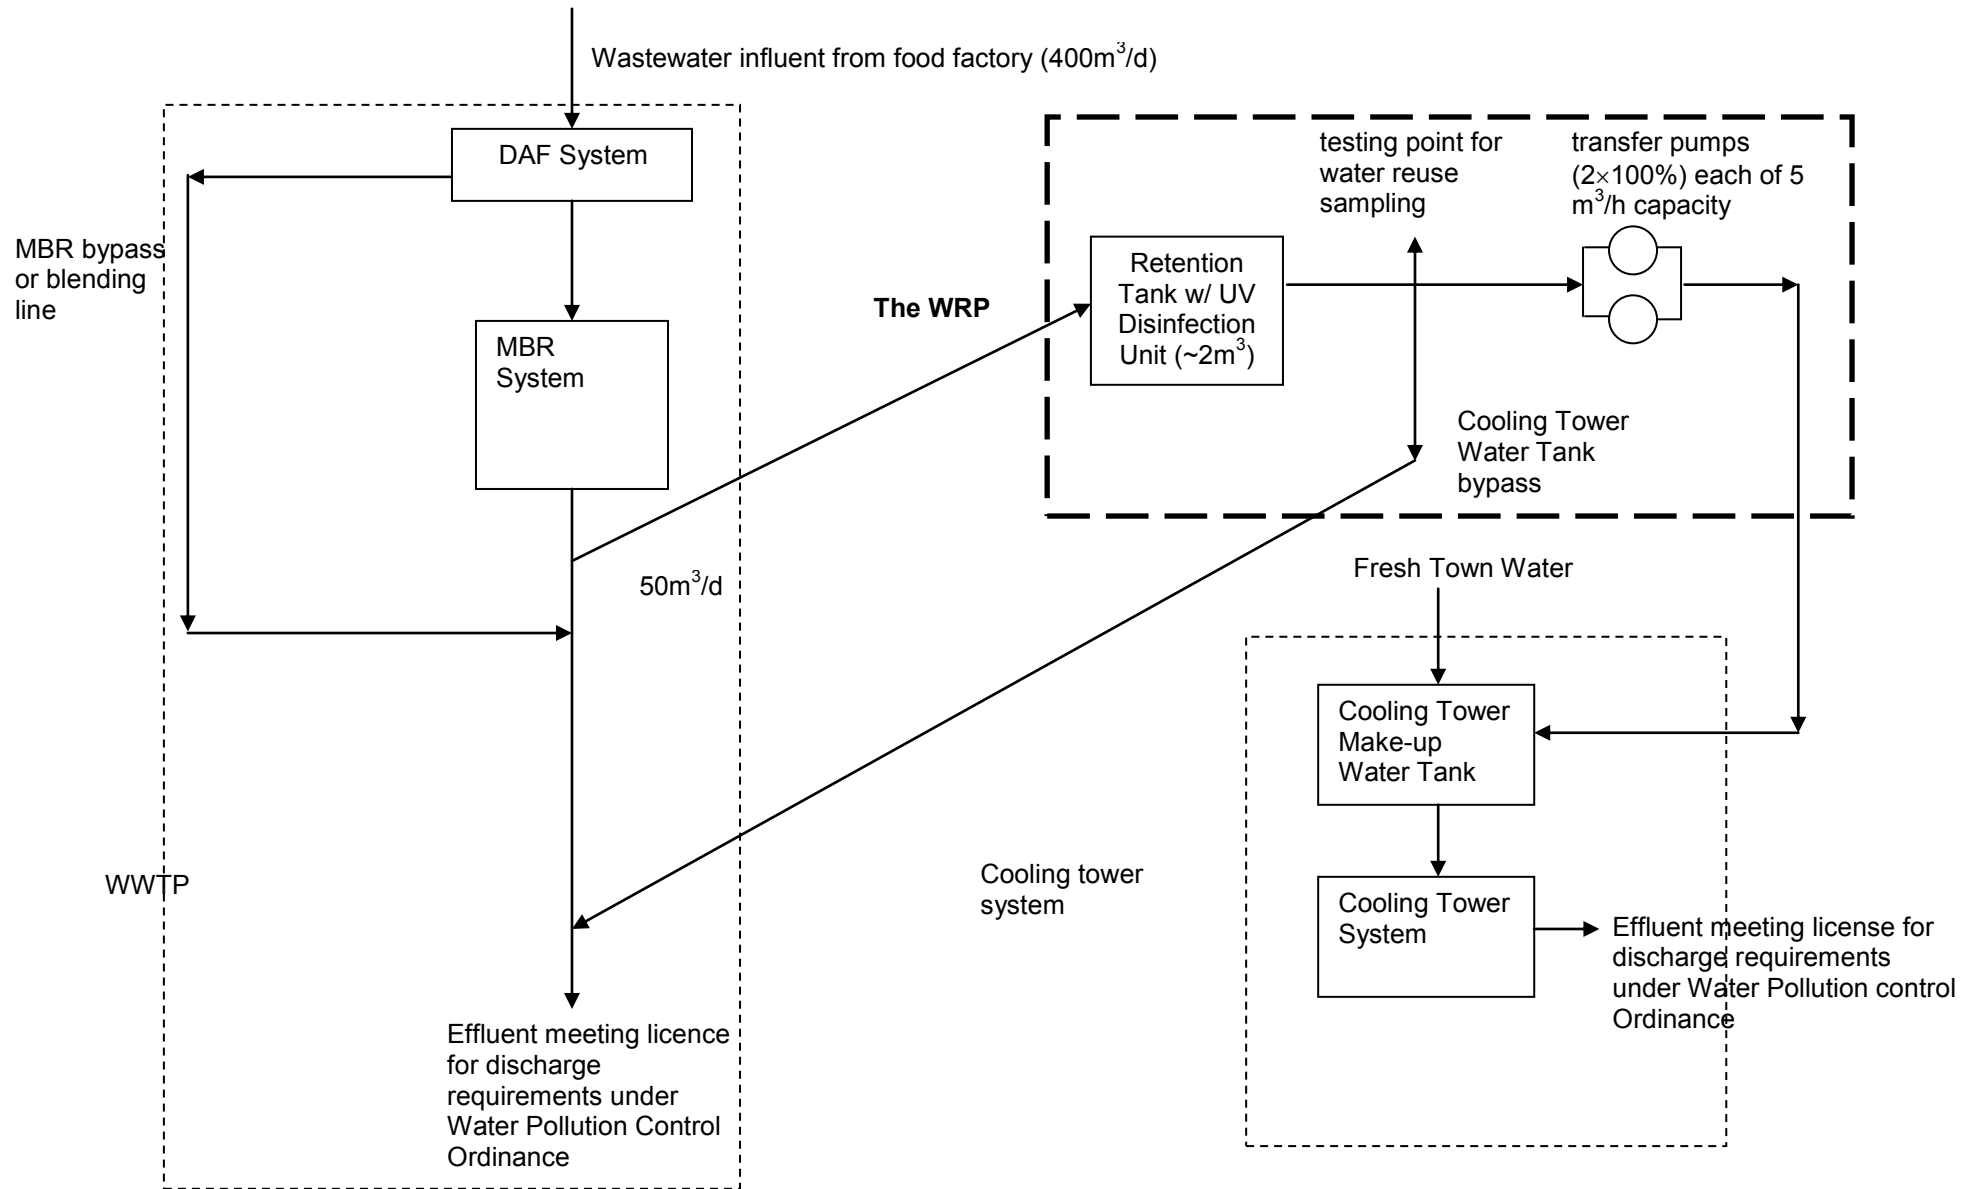 Wastewater influent from food factory (400m³/d)
DAF System
MBR bypass
or blending
line
MBR
System
50m³/d
WWTP
Effluent meeting licence
for discharge
requirements under
Water Pollution Control
Ordinance
The WRP
Retention
Tank w/ UV
Disinfection
Unit (~2m³)
testing point for
water reuse
sampling
transfer pumps
(2×100%) each of 5
m³/h capacity
Cooling Tower
Water Tank
bypass
Fresh Town Water
Cooling Tower
Make-up
Water Tank
Cooling tower
system
Cooling Tower
System
Effluent meeting license for
discharge requirements
under Water Pollution control
Ordinance